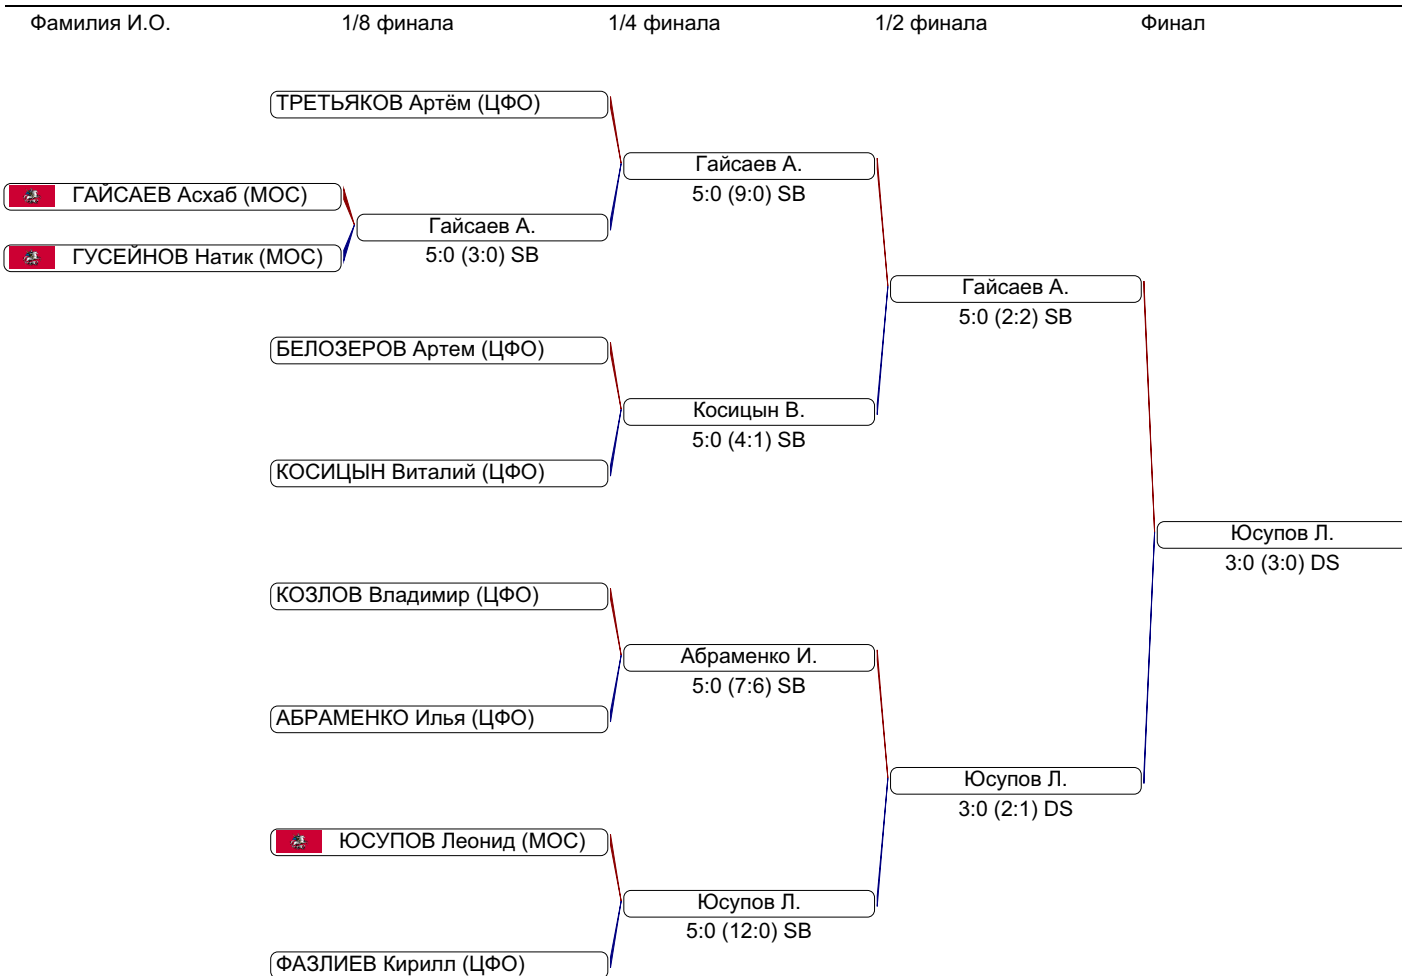 Фамилия И.О. 1/8 финала 1/4 финала 1/2 финала Финал
ТРЕТЬЯКОВ Артём (ЦФО)
Гайсаев А.
5:0 (9:0) SB
ГАЙСАЕВ Асхаб (МОС)
Гайсаев А.
5:0 (3:0) SB
ГУСЕЙНОВ Натик (МОС)
Гайсаев А.
5:0 (2:2) SB
БЕЛОЗЕРОВ Артем (ЦФО)
Косицын В.
5:0 (4:1) SB
КОСИЦЫН Виталий (ЦФО)
Юсупов Л.
3:0 (3:0) DS
КОЗЛОВ Владимир (ЦФО)
Абраменко И.
5:0 (7:6) SB
АБРАМЕНКО Илья (ЦФО)
Юсупов Л.
3:0 (2:1) DS
ЮСУПОВ Леонид (МОС)
Юсупов Л.
5:0 (12:0) SB
ФАЗЛИЕВ Кирилл (ЦФО)